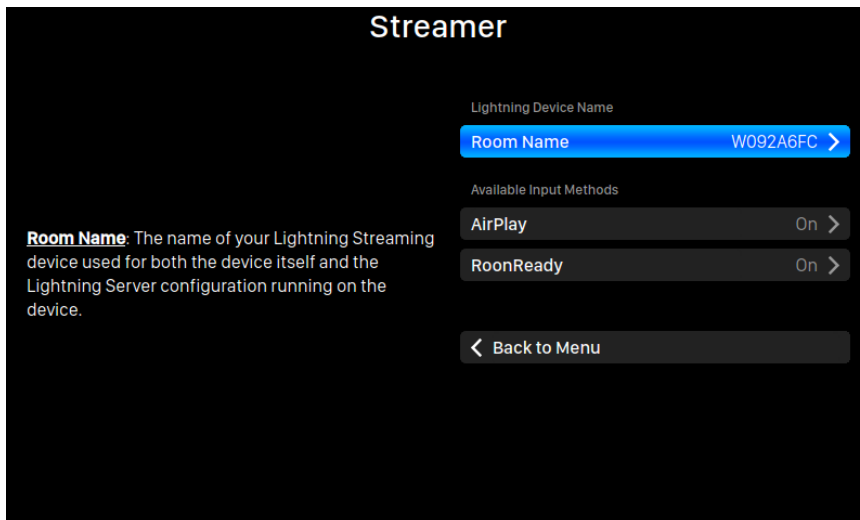 Streamer
Lightning Device Name
Room Name W092A6FC
Available Input Methods
AirPlay On
RoonReady On
Back to Menu
Room Name: The name of your Lightning Streaming
device used for both the device itself and the
Lightning Server configuration running on the
device.